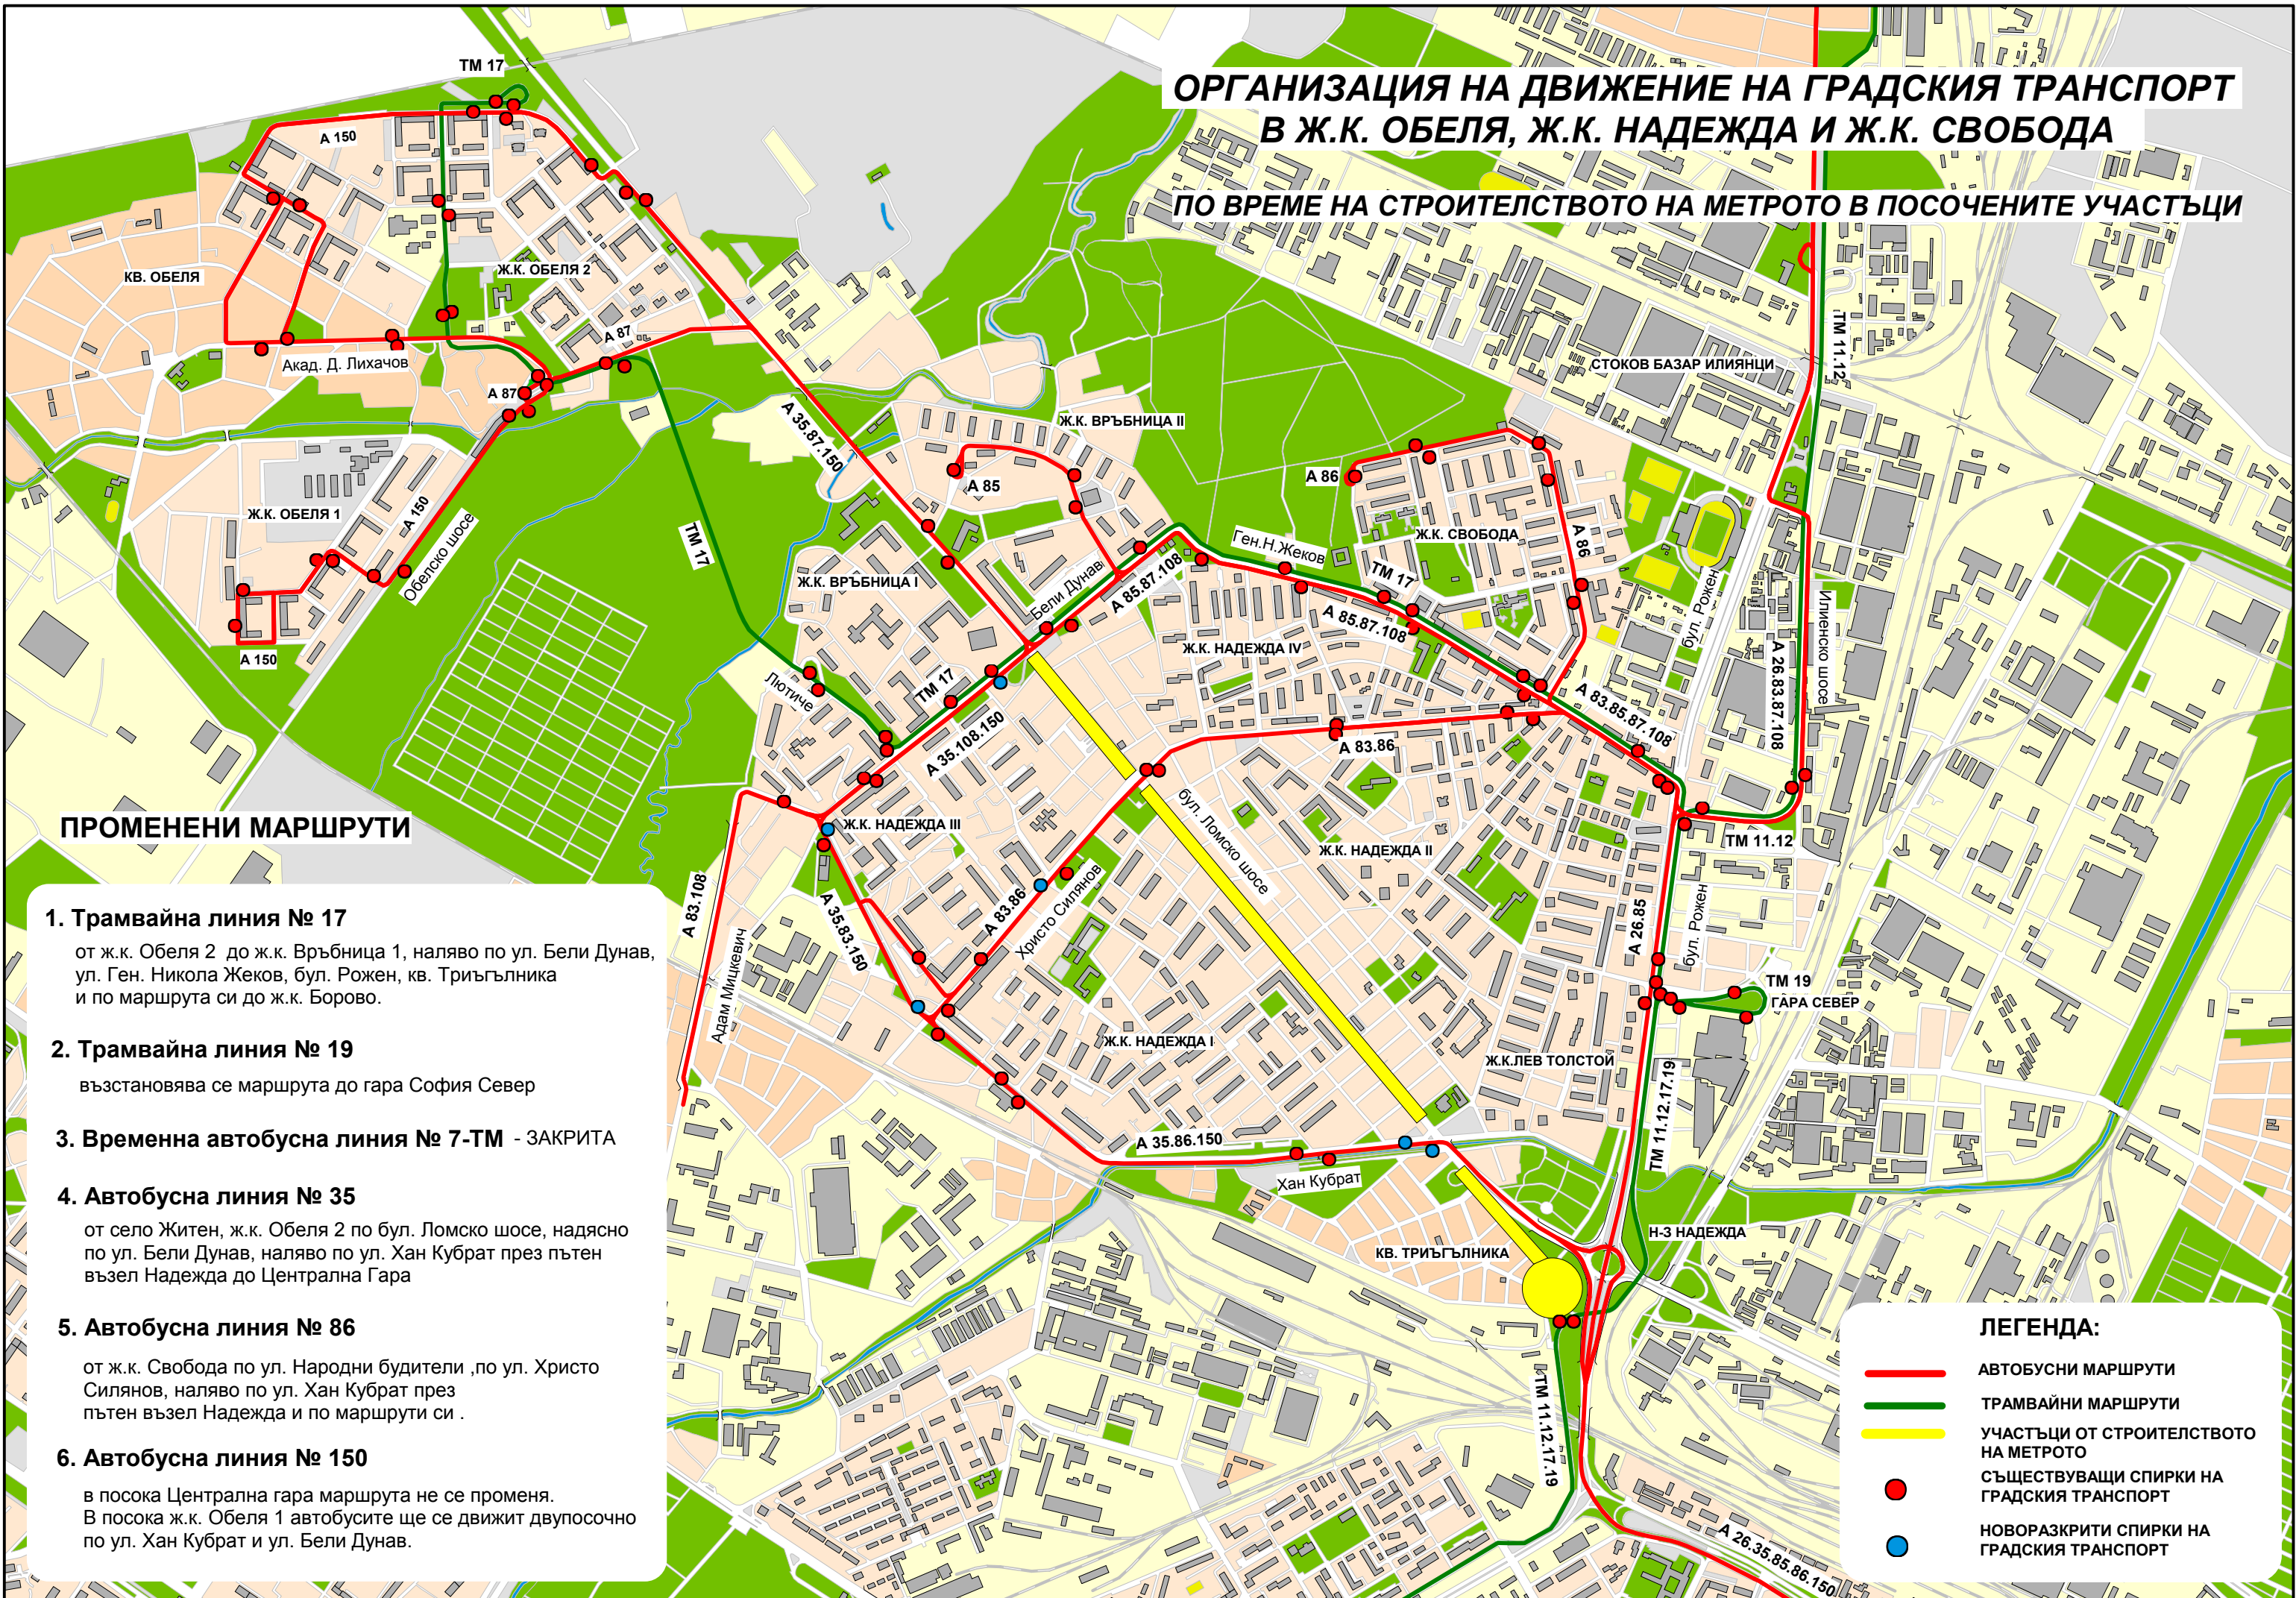 ОРГАНИЗАЦИЯ НА ДВИЖЕНИЕ НА ГРАДСКИЯ ТРАНСПОРТ
В Ж.К. ОБЕЛЯ, Ж.К. НАДЕЖДА И Ж.К. СВОБОДА
ПО ВРЕМЕ НА СТРОИТЕЛСТВОТО НА МЕТРОТО В ПОСОЧЕНИТЕ УЧАСТЪЦИ
ТМ 17
А 150
КВ. ОБЕЛЯ
Ж.К. ОБЕЛЯ 2
А 87
Акад. Д. Лихачов
А 87
Ж.К. ОБЕЛЯ 1
А 150
Обелско шосе
А 150
ТМ 17
А 35.87.150
Ж.К. ВРЪБНИЦА II
А 85
Ж.К. ВРЪБНИЦА I
Бели Дунав
А 85.87.108
Ген.Н.Жеков
ТМ 17
А 85.87.108
А 86
Ж.К. СВОБОДА
А 86
СТОКОВ БАЗАР ИЛИЯНЦИ
ТМ 11.12
бул. Рожен
Илиенско шосе
А 26.83.87.108
Ж.К. НАДЕЖДА IV
А 83.85.87.108
Лютиче
ТМ 17
А 35.108.150
А 83.86
бул. Ломско шосе
Ж.К. НАДЕЖДА III
Ж.К. НАДЕЖДА II
ТМ 11.12
А 83.108
А 35.83.150
А 83.86
Христо Силянов
Адам Мицкевич
А 26.85
бул. Рожен
ТМ 19
ГАРА СЕВЕР
Ж.К. НАДЕЖДА I
Ж.К.ЛЕВ ТОЛСТОЙ
ТМ 11.12.17.19
А 35.86.150
Хан Кубрат
КВ. ТРИЪГЪЛНИКА
Н-З НАДЕЖДА
ТМ 11.12.17.19
А 26.35.85.86.150
ПРОМЕНЕНИ МАРШРУТИ
1. Трамвайна линия № 17
от ж.к. Обеля 2 до ж.к. Връбница 1, наляво по ул. Бели Дунав,
ул. Ген. Никола Жеков, бул. Рожен, кв. Триъгълника
и по маршрута си до ж.к. Борово.
2. Трамвайна линия № 19
възстановява се маршрута до гара София Север
3. Временна автобусна линия № 7-ТМ - ЗАКРИТА
4. Автобусна линия № 35
от село Житен, ж.к. Обеля 2 по бул. Ломско шосе, надясно
по ул. Бели Дунав, наляво по ул. Хан Кубрат през пътен
възел Надежда до Централна Гара
5. Автобусна линия № 86
от ж.к. Свобода по ул. Народни будители ,по ул. Христо
Силянов, наляво по ул. Хан Кубрат през
пътен възел Надежда и по маршрути си .
6. Автобусна линия № 150
в посока Централна гара маршрута не се променя.
В посока ж.к. Обеля 1 автобусите ще се движит двупосочно
по ул. Хан Кубрат и ул. Бели Дунав.
ЛЕГЕНДА:
АВТОБУСНИ МАРШРУТИ
ТРАМВАЙНИ МАРШРУТИ
УЧАСТЪЦИ ОТ СТРОИТЕЛСТВОТО
НА МЕТРОТО
СЪЩЕСТВУВАЩИ СПИРКИ НА
ГРАДСКИЯ ТРАНСПОРТ
НОВОРАЗКРИТИ СПИРКИ НА
ГРАДСКИЯ ТРАНСПОРТ